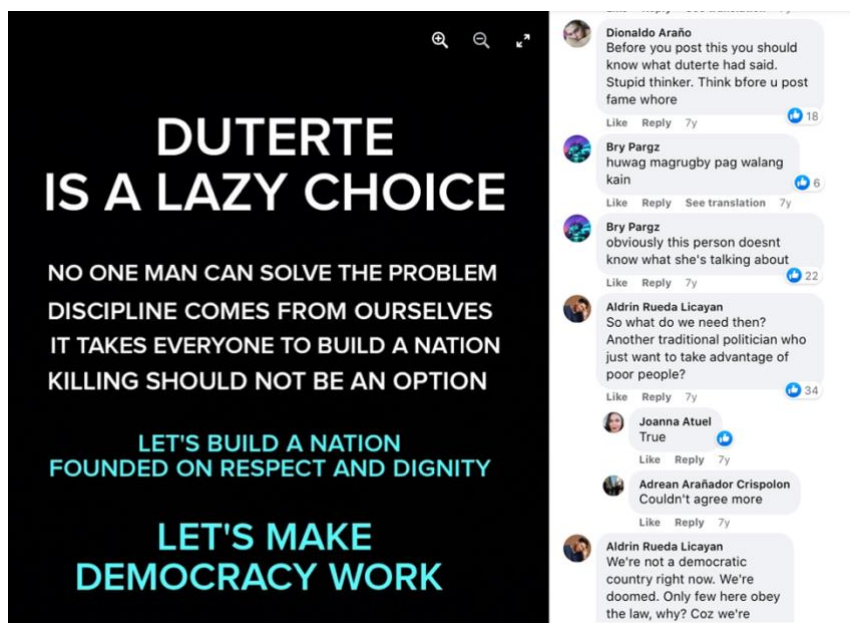 DUTERTE
IS A LAZY CHOICE
NO ONE MAN CAN SOLVE THE PROBLEM
DISCIPLINE COMES FROM OURSELVES
IT TAKES EVERYONE TO BUILD A NATION
KILLING SHOULD NOT BE AN OPTION
LET'S BUILD A NATION
FOUNDED ON RESPECT AND DIGNITY
LET'S MAKE
DEMOCRACY WORK
Dionaldo Araño
Before you post this you should
know what duterte had said.
Stupid thinker. Think bfore u post
fame whore
18
Like Reply 7y
Bry Pargz
huwag magrugby pag walang
kain
6
Like Reply See translation 7y
Bry Pargz
obviously this person doesnt
know what she's talking about
22
Like Reply 7y
Aldrin Rueda Licayan
So what do we need then?
Another traditional politician who
just want to take advantage of
poor people?
34
Like Reply 7y
Joanna Atuel
True
Like Reply 7y
Adrean Arañador Crispolon
Couldn't agree more
Like Reply 7y
Aldrin Rueda Licayan
We're not a democratic
country right now. We're
doomed. Only few here obey
the law, why? Coz we're